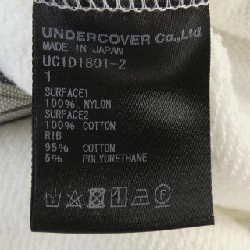 UNDERCOVER Co.,Ltd
MADE IN JAPAN
UC1D1801-2
1
SURFACE1
100% NYLON
SURFACE2
100% COTTON
RIB
95% COTTON
5% POLYURETHANE